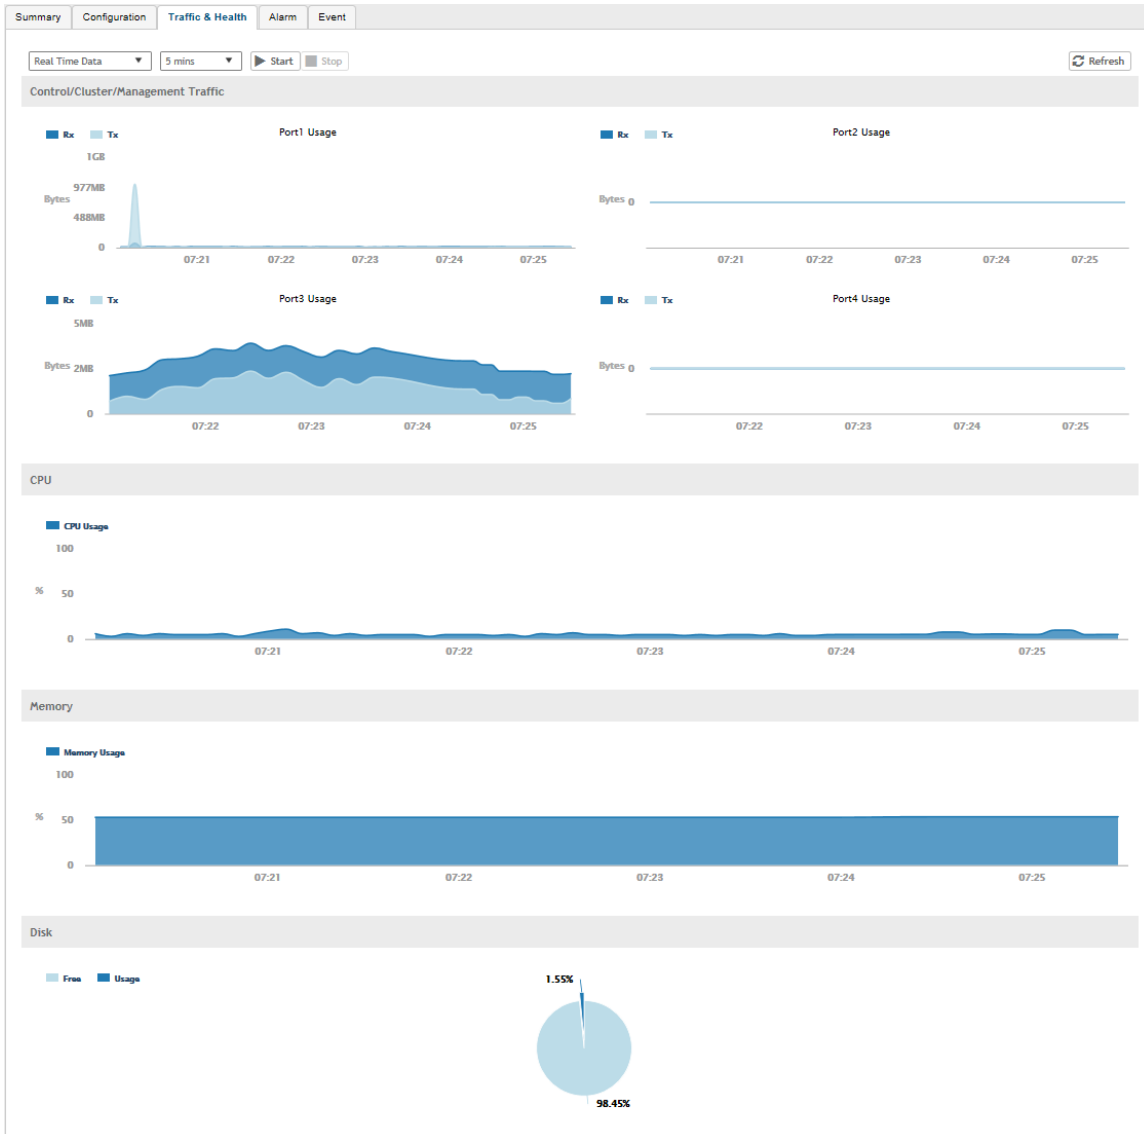 Summary Configuration Traffic & Health Alarm Event
Real Time Data 5 mins Start Stop Refresh
Control/Cluster/Management Traffic
Rx Tx Port1 Usage
1GB
977MB
Bytes
488MB
0
07:21 07:22 07:23 07:24 07:25
Rx Tx Port2 Usage
Bytes 0
07:21 07:22 07:23 07:24 07:25
Rx Tx Port3 Usage
5MB
Bytes 2MB
0
07:22 07:23 07:24 07:25
Rx Tx Port4 Usage
Bytes 0
07:22 07:23 07:24 07:25
CPU
CPU Usage
100
% 50
0
07:21 07:22 07:23 07:24 07:25
Memory
Memory Usage
100
% 50
0
07:21 07:22 07:23 07:24 07:25
Disk
Free Usage
1.55%
98.45%